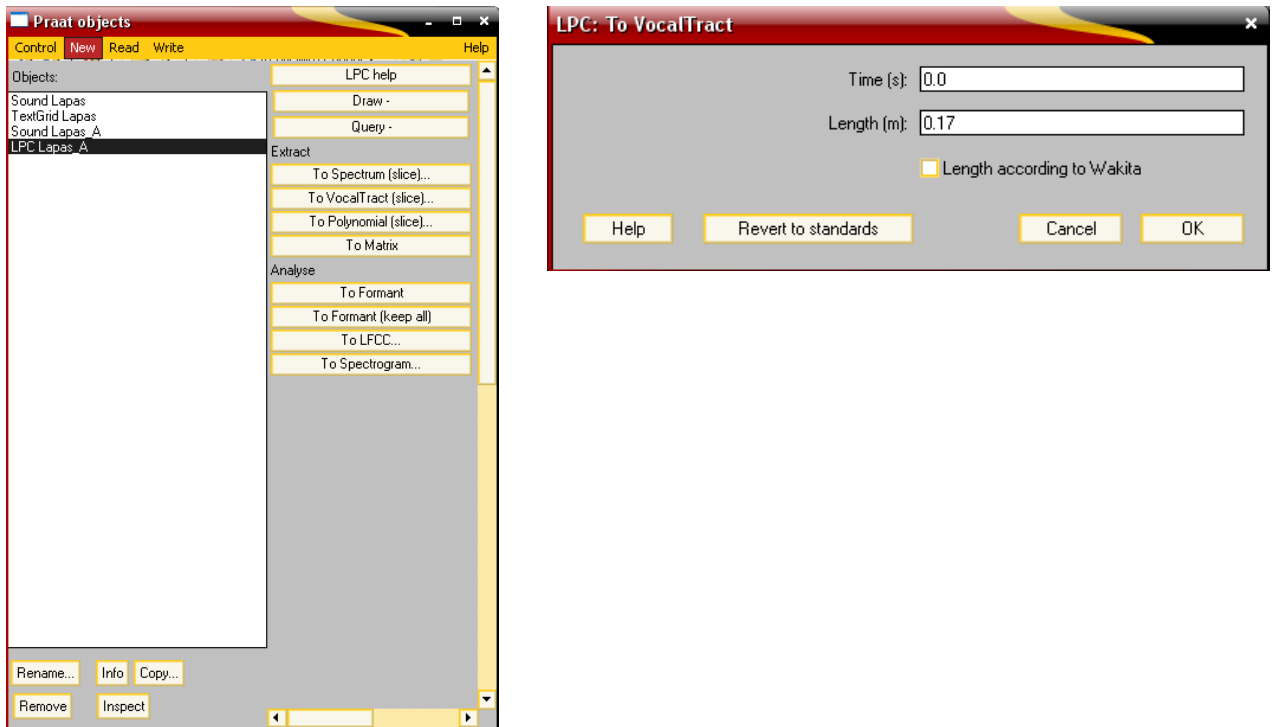 Praat objects
Control New Read Write Help
Objects:
Sound Lapas
TextGrid Lapas
Sound Lapas_A
LPC Lapas_A
LPC help
Draw -
Query -
Extract
To Spectrum (slice)...
To VocalTract (slice)...
To Polynomial (slice)...
To Matrix
Analyse
To Formant
To Formant (keep all)
To LFCC...
To Spectrogram...
Rename... Info Copy...
Remove Inspect
LPC: To VocalTract
Time (s): 0.0
Length (m): 0.17
Length according to Wakita
Help Revert to standards Cancel OK